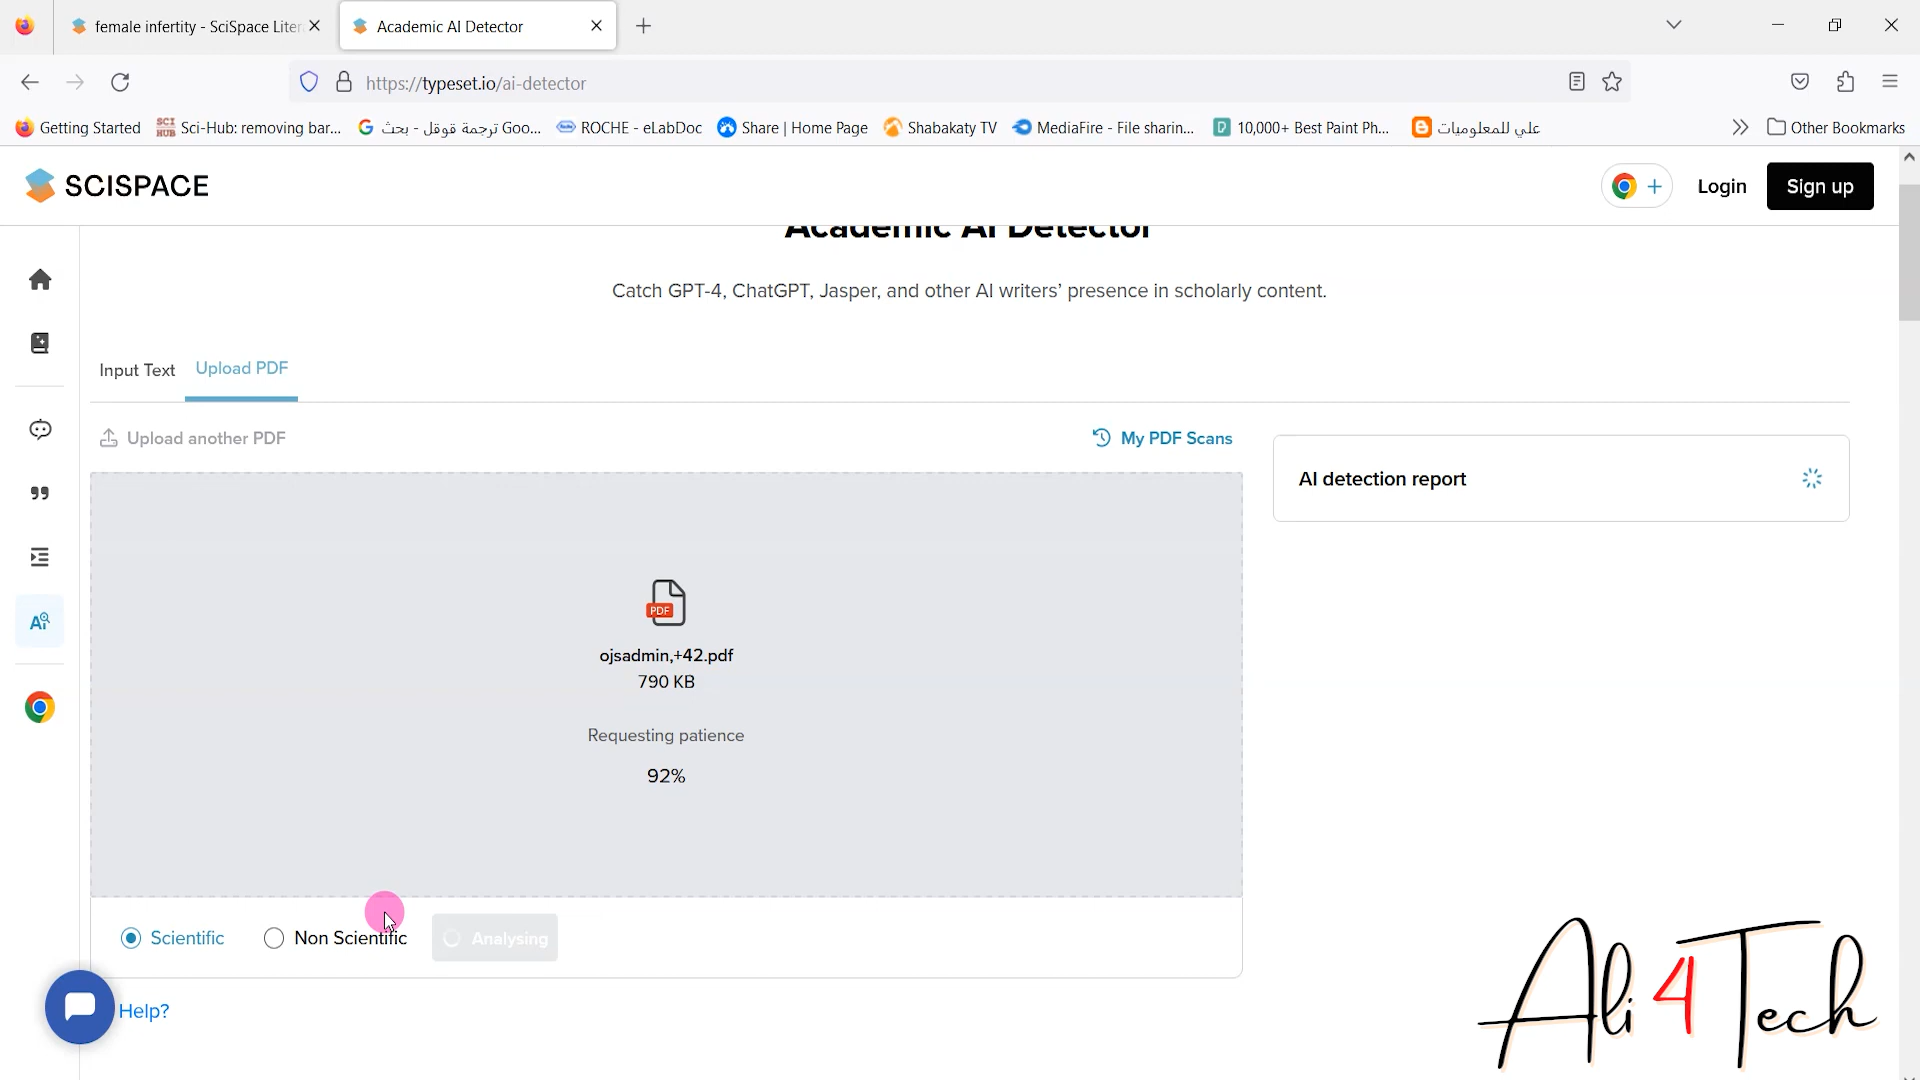 female infertity - SciSpace Liter
Academic AI Detector
https://typeset.io/ai-detector
Getting Started
SCI HUB
Sci-Hub: removing bar...
ترجمة قوقل - بحث Goo...
ROCHE - eLabDoc
Share | Home Page
Shabakaty TV
MediaFire - File sharin...
10,000+ Best Paint Ph...
علي للمعلوميات
Other Bookmarks
SCISPACE
Login
Sign up
Academic AI Detector
Catch GPT-4, ChatGPT, Jasper, and other AI writers’ presence in scholarly content.
Input Text
Upload PDF
Upload another PDF
My PDF Scans
AI detection report
PDF
ojsadmin,+42.pdf
790 KB
Requesting patience
92%
Ai
Scientific
Non Scientific
Analysing
Help?
Ali 4 Tech